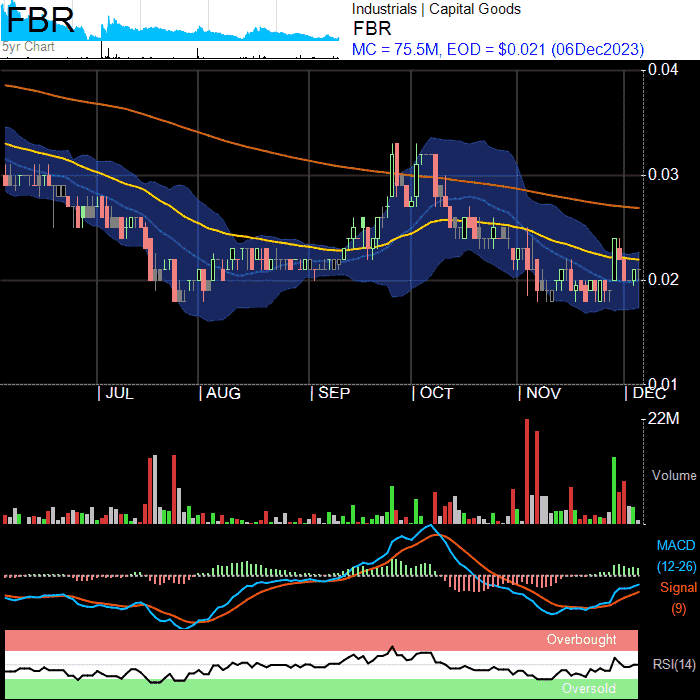 FBR
5yr Chart
Industrials | Capital Goods
FBR
MC = 75.5M, EOD = $0.021 (06Dec2023)
0.04
0.03
0.02
0.01
| JUL | AUG | SEP | OCT | NOV | DEC
22M
Volume
MACD
(12-26)
Signal
(9)
Overbought
RSI(14)
Oversold